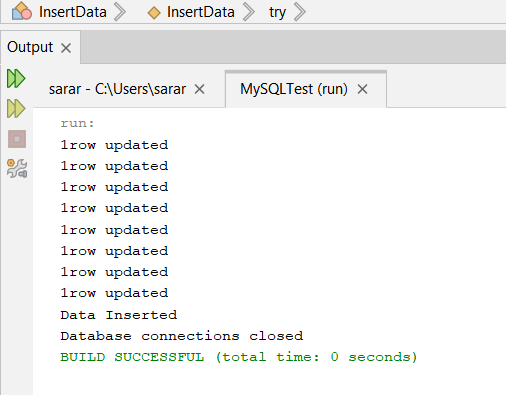 InsertData InsertData try
Output
sarar - C:\Users\sarar MySQLTest (run)
run:
1row updated
1row updated
1row updated
1row updated
1row updated
1row updated
1row updated
1row updated
Data Inserted
Database connections closed
BUILD SUCCESSFUL (total time: 0 seconds)